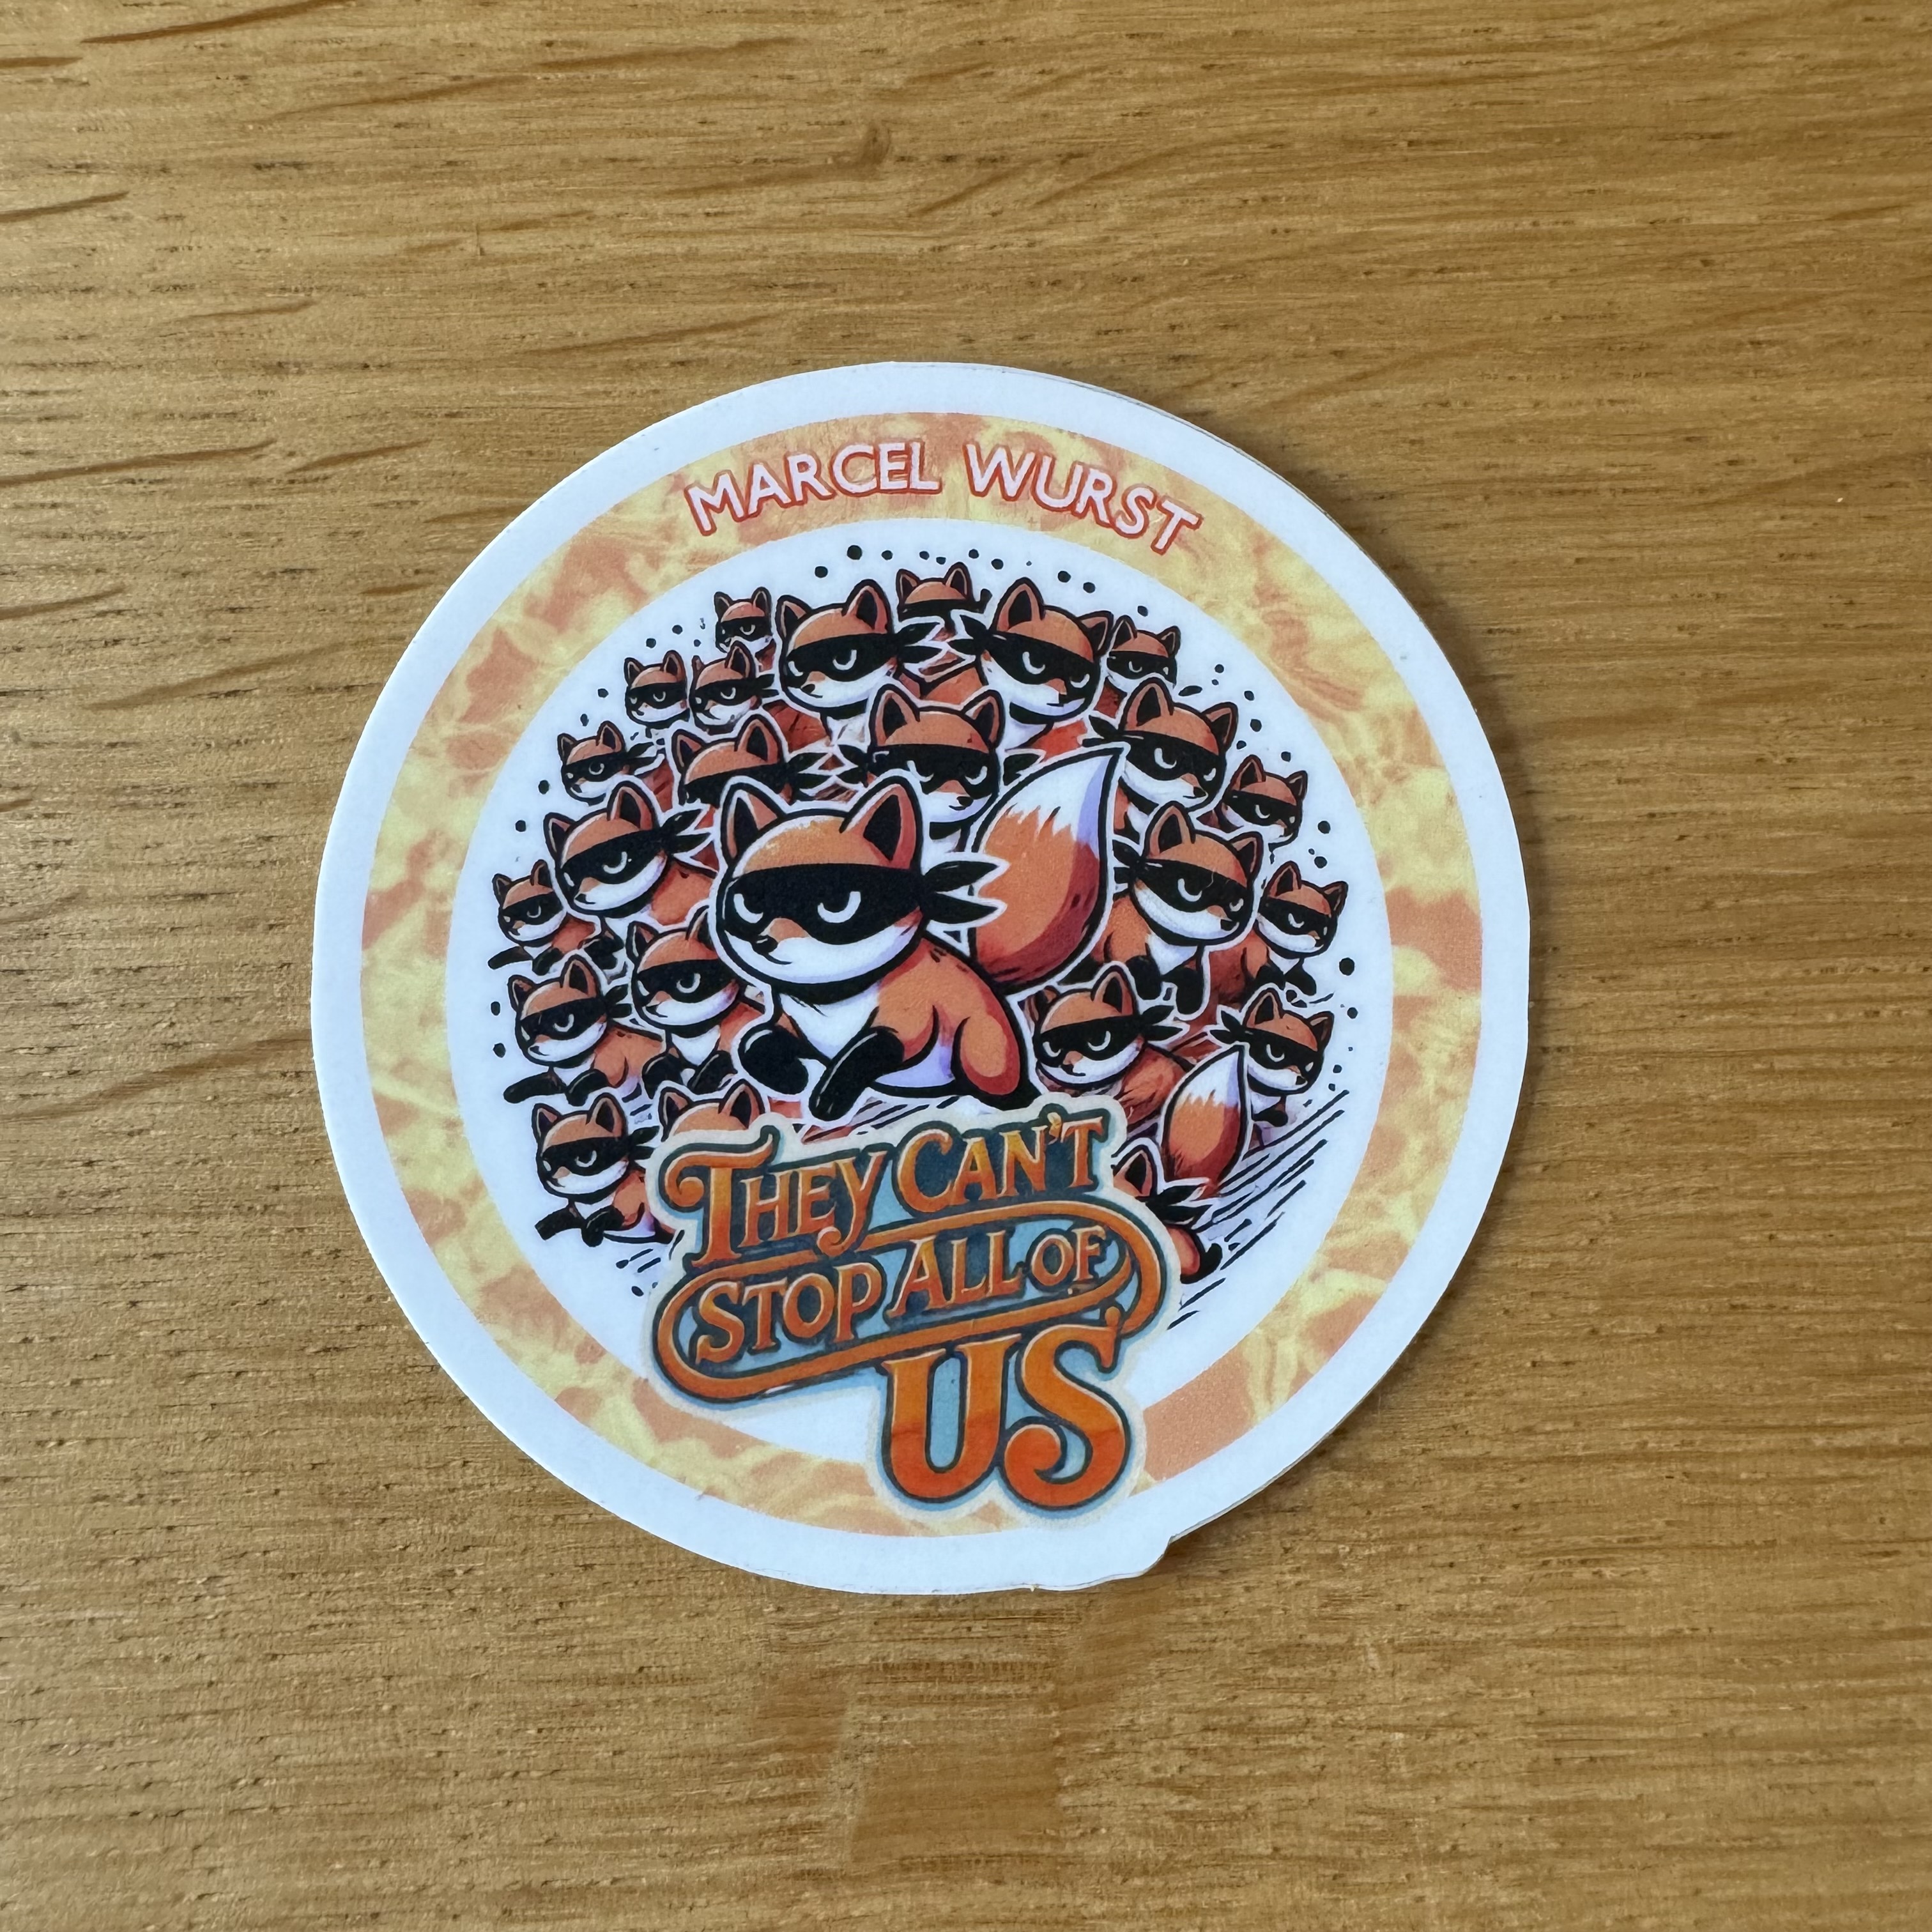 MARCEL WURST
THEY CAN'T
STOP ALL OF
US